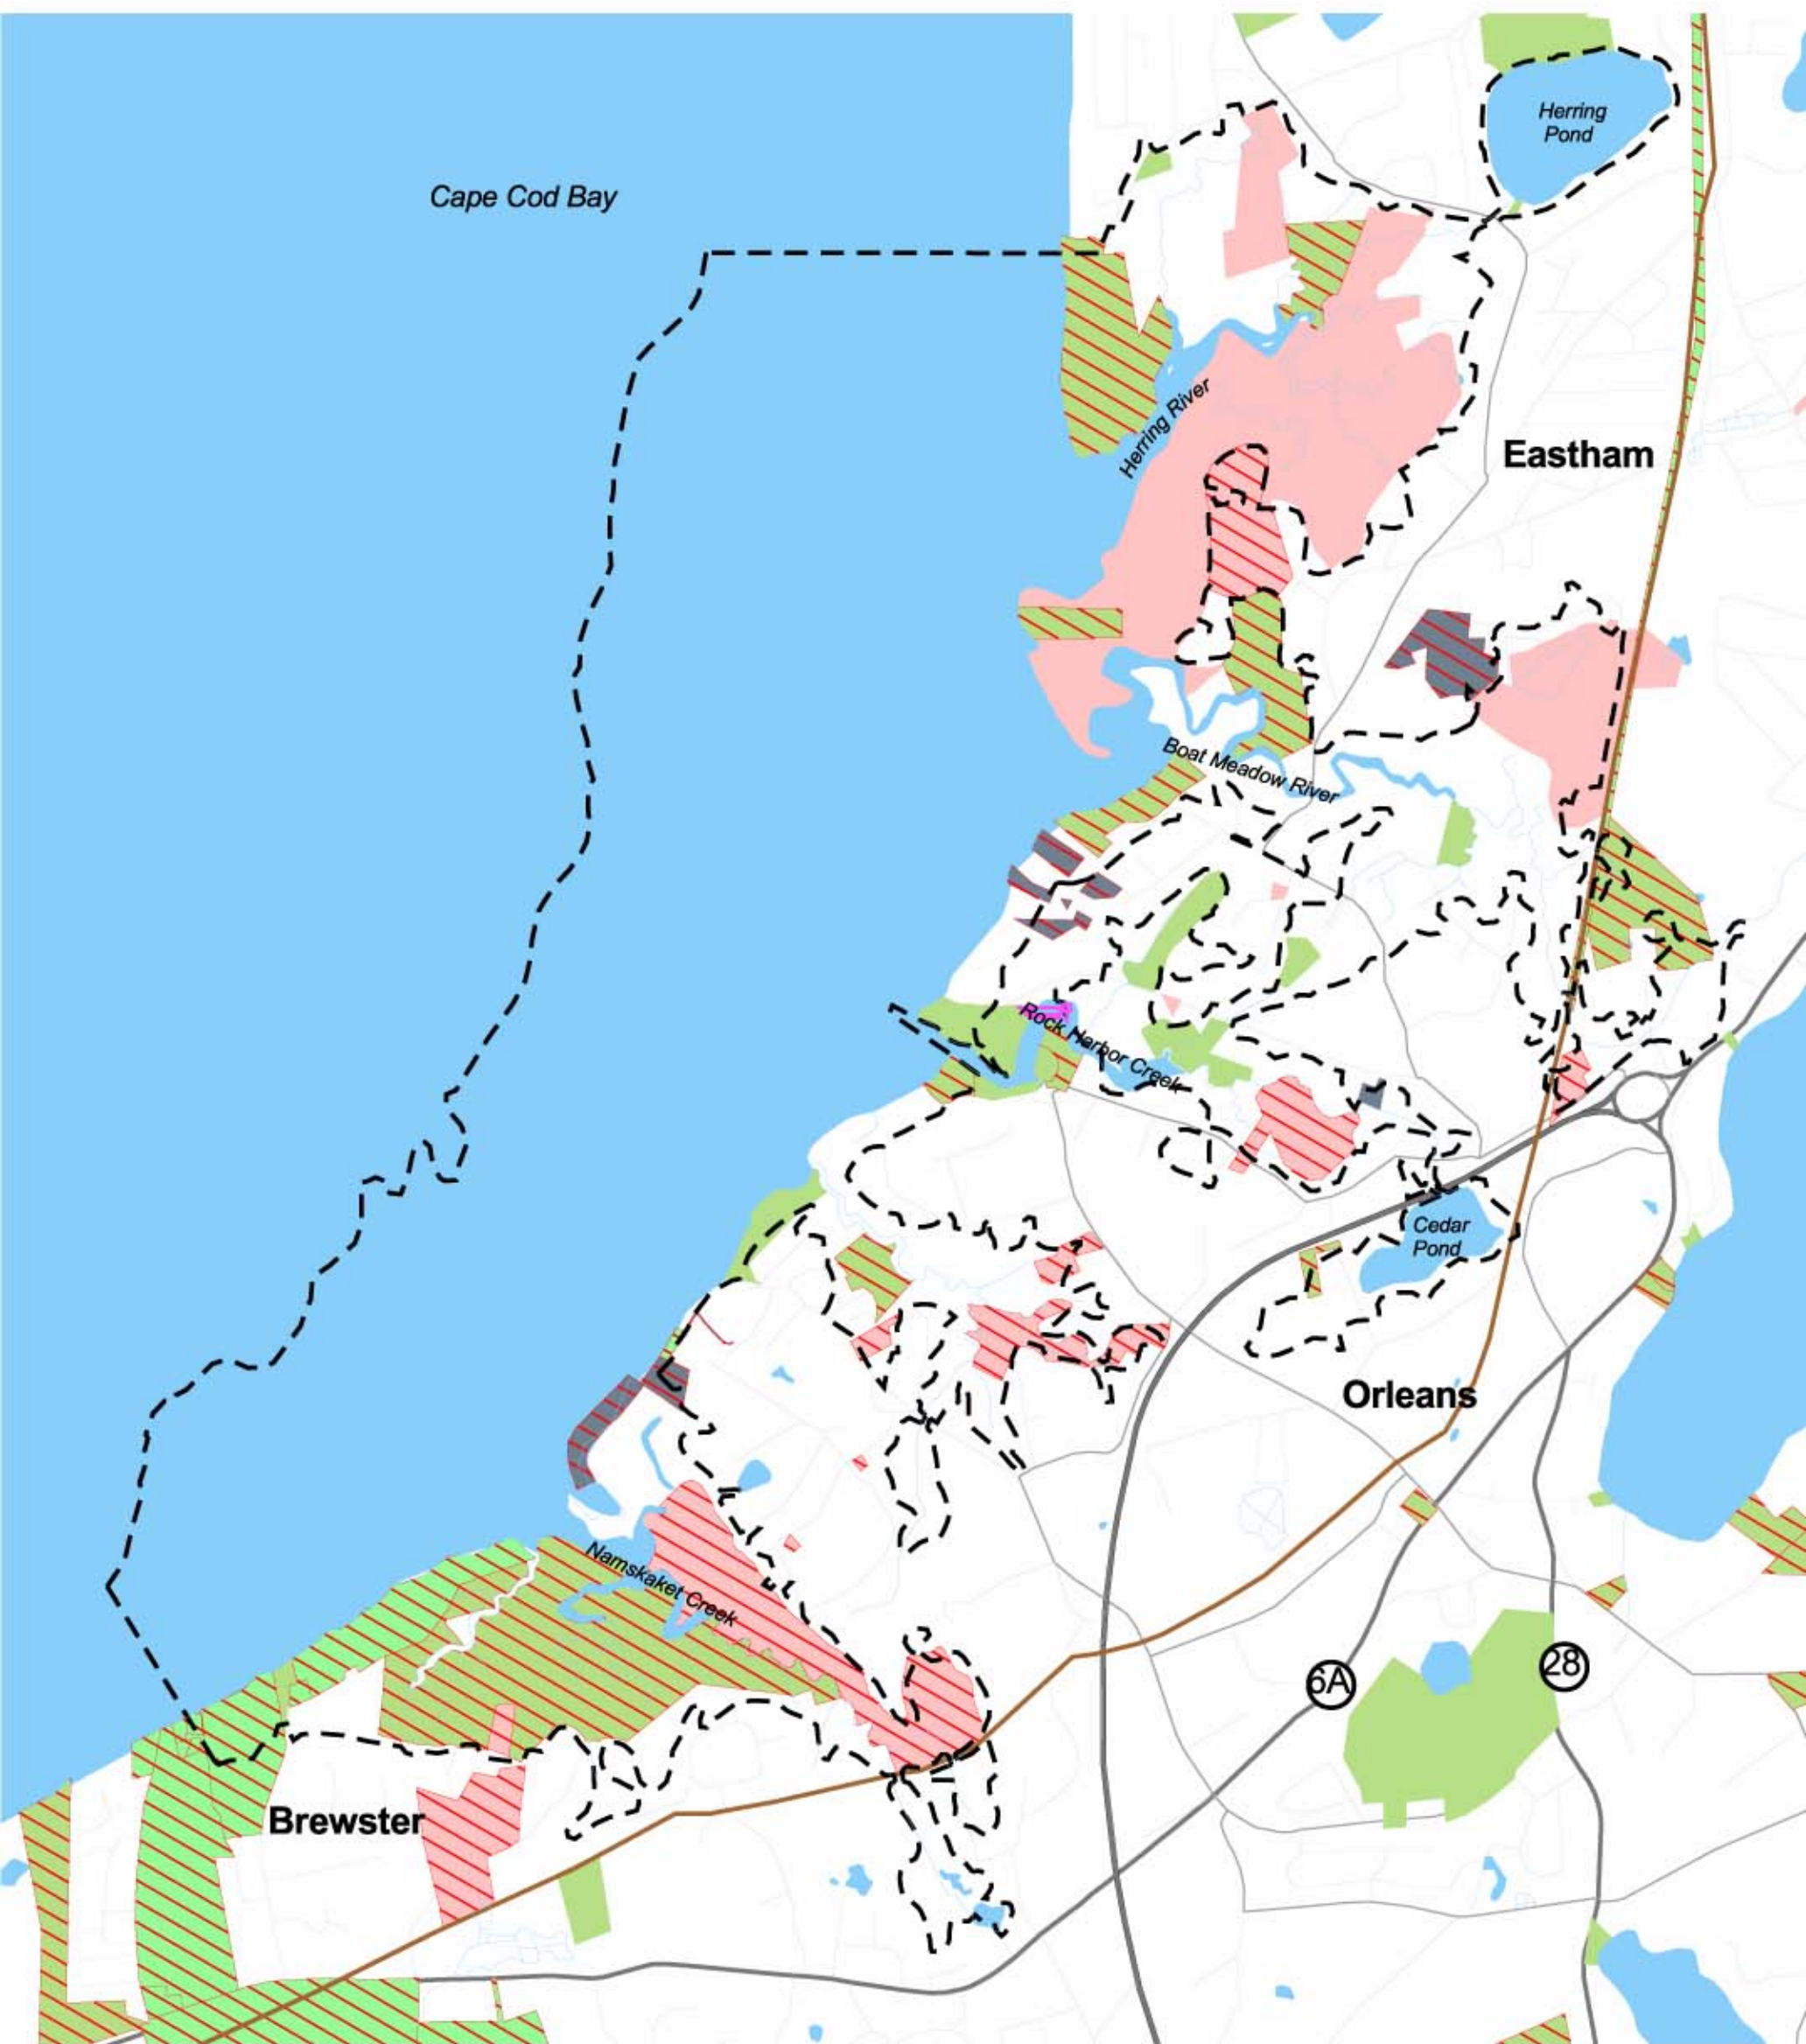 Herring
Pond
Cape Cod Bay
Herring River
Eastham
Boat Meadow River
Rock Harbor Creek
Cedar
Pond
Orleans
Namskaket Creek
28
6A
Brewster